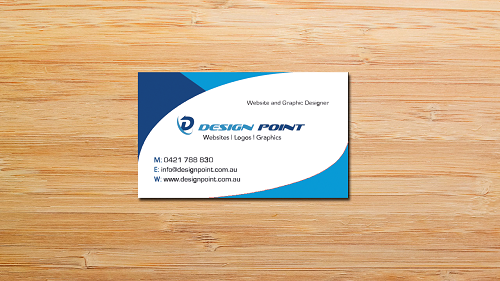 Website and Graphic Designer
D DESIGN POINT
Websites | Logos | Graphics
M: 0421 788 830
E: info@designpoint.com.au
W. www.designpoint.com.au